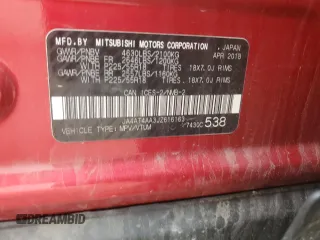 MFD.BY MITSUBISHI MOTORS CORPORATION, JAPAN
GVWR/PNBV 4630LBS/2100KG APR 2018
GAWR/PNBE FR 2646LBS/1200KG
WITH P225/55R18 TIRES, 18X7.0J RIMS
GAWR/PNBE RR 2557LBS/1160KG
WITH P225/55R18 TIRES, 18X7.0J RIMS
CAN ICES-2/NMB-2
VEHICLE TYPE: MPV/VTUM 538
DREAMBID